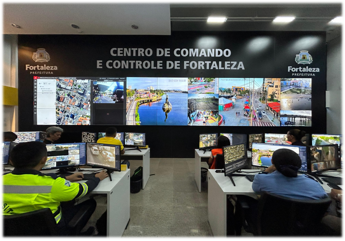 Fortaleza
PREFEITURA
CENTRO DE COMANDO
E CONTROLE DE FORTALEZA
Fortaleza
PREFEITURA